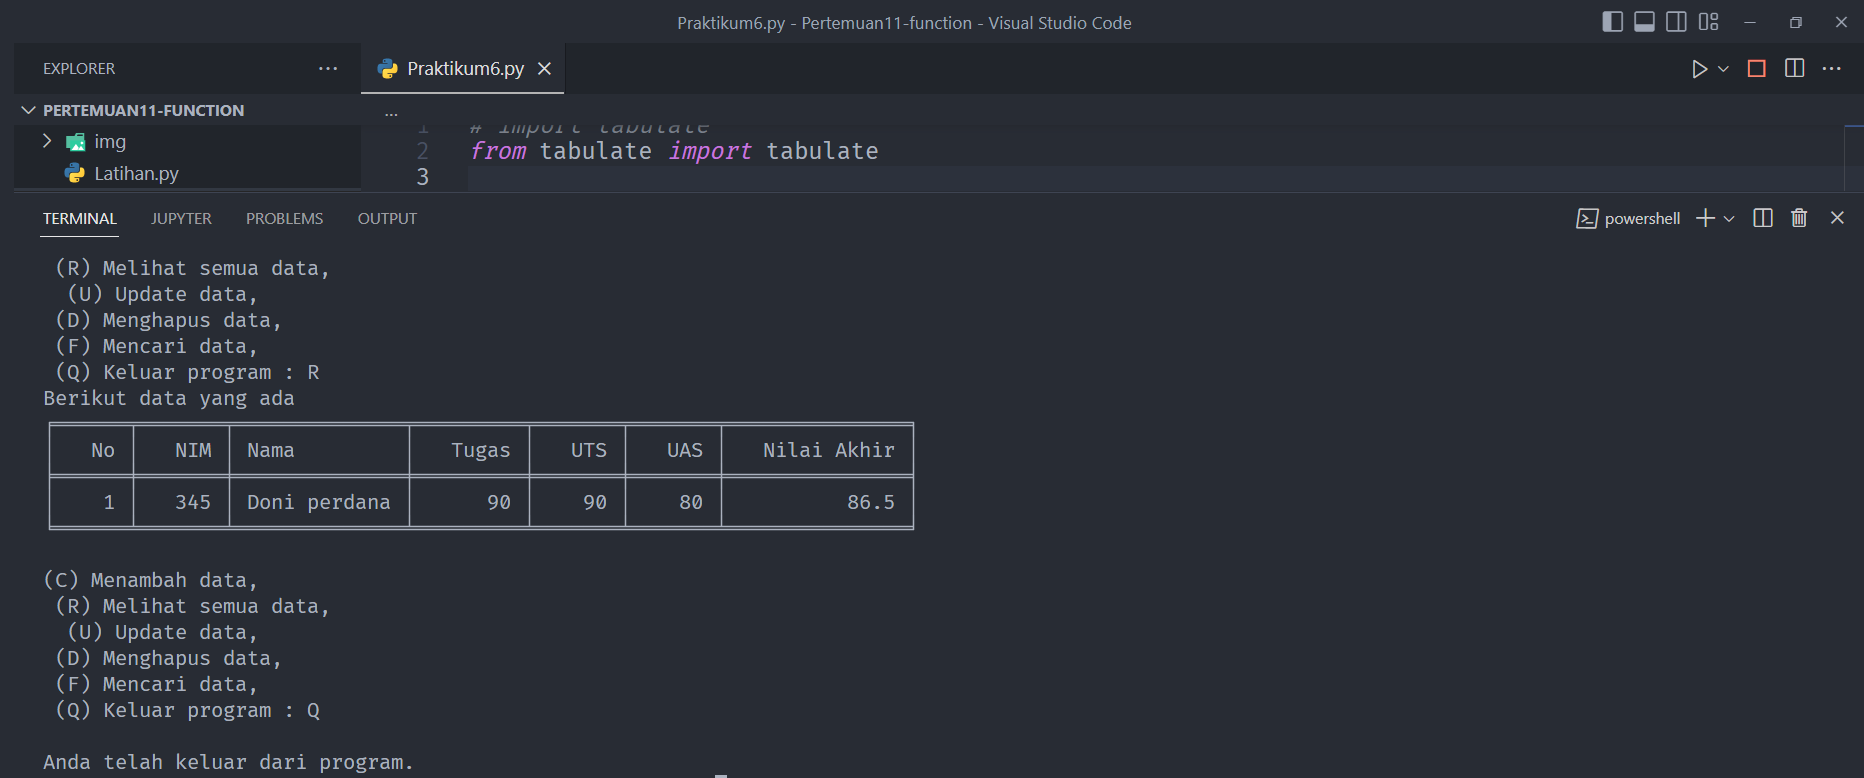 Praktikum6.py - Pertemuan11-function - Visual Studio Code
EXPLORER ...
Praktikum6.py
PERTEMUAN11-FUNCTION
...
img
Latihan.py
1 # import tabulate
2 from tabulate import tabulate
3
TERMINAL JUPYTER PROBLEMS OUTPUT
powershell
(R) Melihat semua data,
(U) Update data,
(D) Menghapus data,
(F) Mencari data,
(Q) Keluar program : R
Berikut data yang ada
No NIM Nama Tugas UTS UAS Nilai Akhir
1 345 Doni perdana 90 90 80 86.5
(C) Menambah data,
(R) Melihat semua data,
(U) Update data,
(D) Menghapus data,
(F) Mencari data,
(Q) Keluar program : Q
Anda telah keluar dari program.